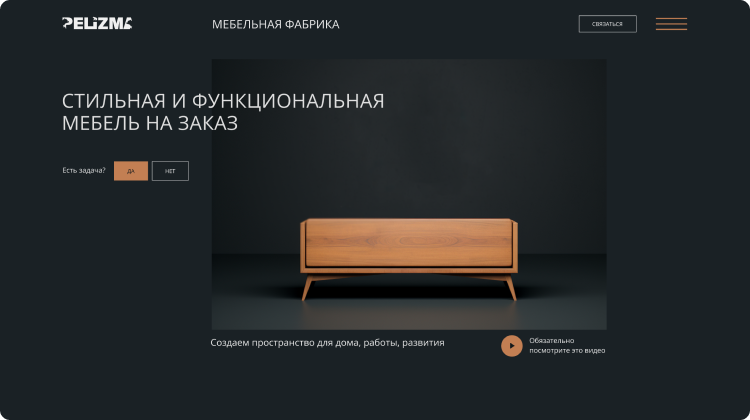 PELIZMA
МЕБЕЛЬНАЯ ФАБРИКА
СВЯЗАТЬСЯ
СТИЛЬНАЯ И ФУНКЦИОНАЛЬНАЯ
МЕБЕЛЬ НА ЗАКАЗ
Есть задача?
ДА
НЕТ
Создаем пространство для дома, работы, развития
Обязательно
посмотрите это видео